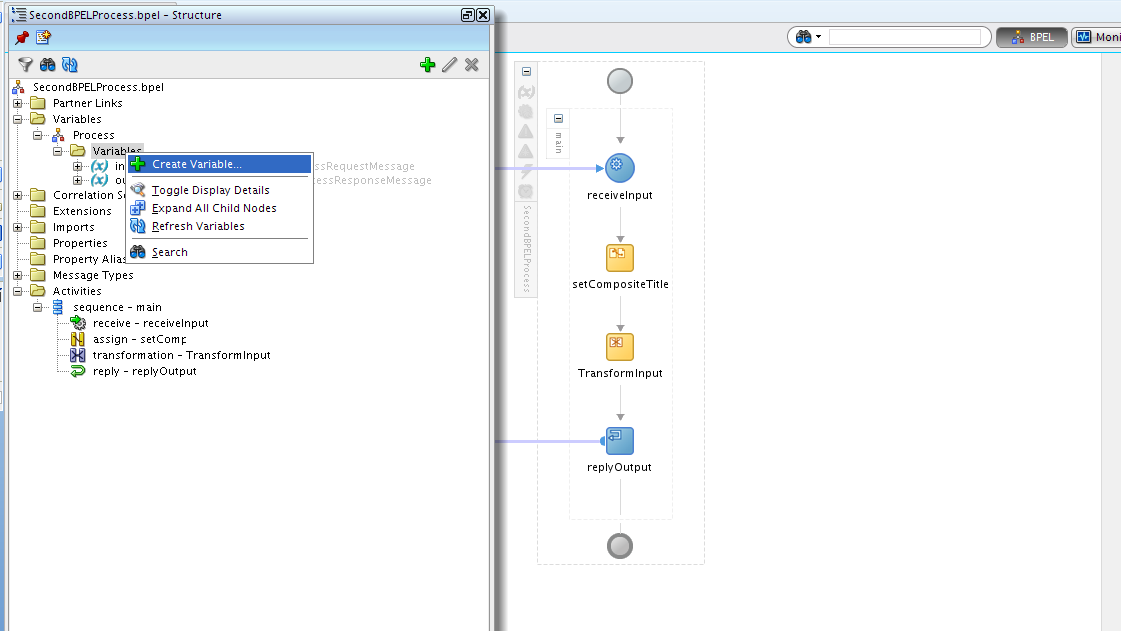 SecondBPELProcess.bpel - Structure
SecondBPELProcess.bpel
Partner Links
Variables
Process
Variables
in
ssRequestMessage
ou
cessResponseMessage
Correlation S
Extensions
Imports
Properties
Property Alias
Message Types
Activities
sequence - main
receive - receiveInput
assign - setComp
transformation - TransformInput
reply - replyOutput
Create Variable...
Toggle Display Details
Expand All Child Nodes
Refresh Variables
Search
BPEL
Moni
main
SecondBPELProcess
receiveInput
setCompositeTitle
TransformInput
replyOutput